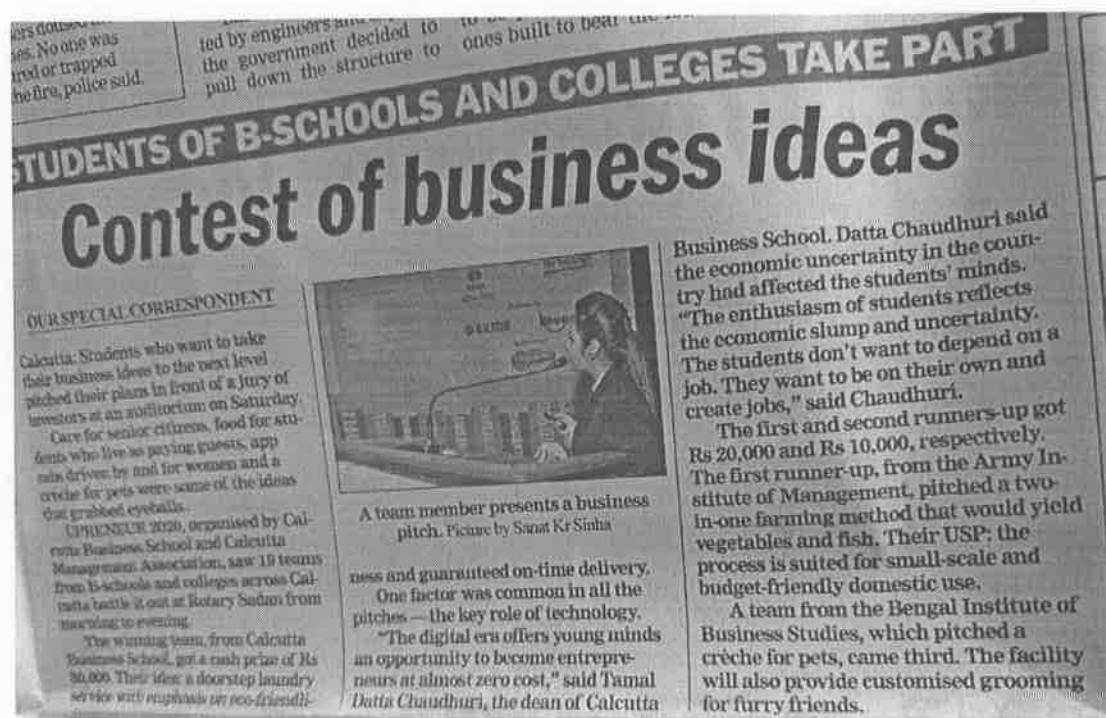 ers doused
es. No one was
red or trapped
he fire, police said.
ted by engineers and
the government decided to
pull down the structure to
ones built to bear the
STUDENTS OF B-SCHOOLS AND COLLEGES TAKE PART
Contest of business ideas
OUR SPECIAL CORRESPONDENT
Calcutta: Students who want to take
their business ideas to the next level
pitched their plans in front of a jury of
investors at an auditorium on Saturday.
Care for senior citizens, food for stu-
dents who live as paying guests, app
cabs driven by and for women and a
creche for pets were some of the ideas
that grabbed eyeballs.
UPRENEUR 2020, organised by Cal-
cutta Business School and Calcutta
Management Association, saw 19 teams
from B-schools and colleges across Cal-
cutta battle it out at Rotary Sadan from
morning to evening.
The winning team, from Calcutta
Business School, got a cash prize of Rs
30,000. Their idea: a doorstep laundry
service with emphasis on eco-friendli-
A team member presents a business
pitch. Picture by Sanat Kr Sinha
ness and guaranteed on-time delivery.
One factor was common in all the
pitches — the key role of technology.
"The digital era offers young minds
an opportunity to become entrepre-
neurs at almost zero cost," said Tamal
Datta Chaudhuri, the dean of Calcutta
Business School. Datta Chaudhuri said
the economic uncertainty in the coun-
try had affected the students' minds.
"The enthusiasm of students reflects
the economic slump and uncertainty.
The students don't want to depend on a
job. They want to be on their own and
create jobs," said Chaudhuri.
The first and second runners-up got
Rs 20,000 and Rs 10,000, respectively.
The first runner-up, from the Army In-
stitute of Management, pitched a two-
in-one farming method that would yield
vegetables and fish. Their USP: the
process is suited for small-scale and
budget-friendly domestic use.
A team from the Bengal Institute of
Business Studies, which pitched a
crèche for pets, came third. The facility
will also provide customised grooming
for furry friends.